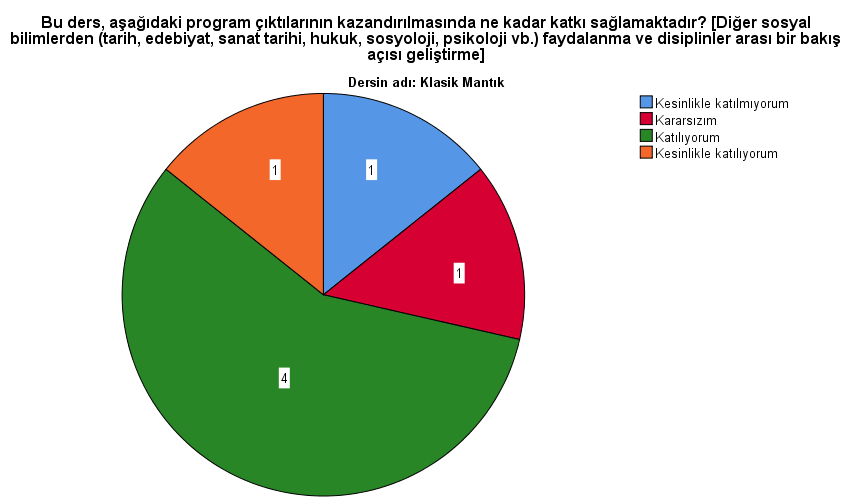 Bu ders, aşağıdaki program çıktılarının kazandırılmasında ne kadar katkı sağlamaktadır? [Diğer sosyal
bilimlerden (tarih, edebiyat, sanat tarihi, hukuk, sosyoloji, psikoloji vb.) faydalanma ve disiplinler arası bir bakış
açısı geliştirme]
Dersin adı: Klasik Mantık
Kesinlikle katılmıyorum
Kararsızım
Katılıyorum
Kesinlikle katılıyorum
1
1
1
4